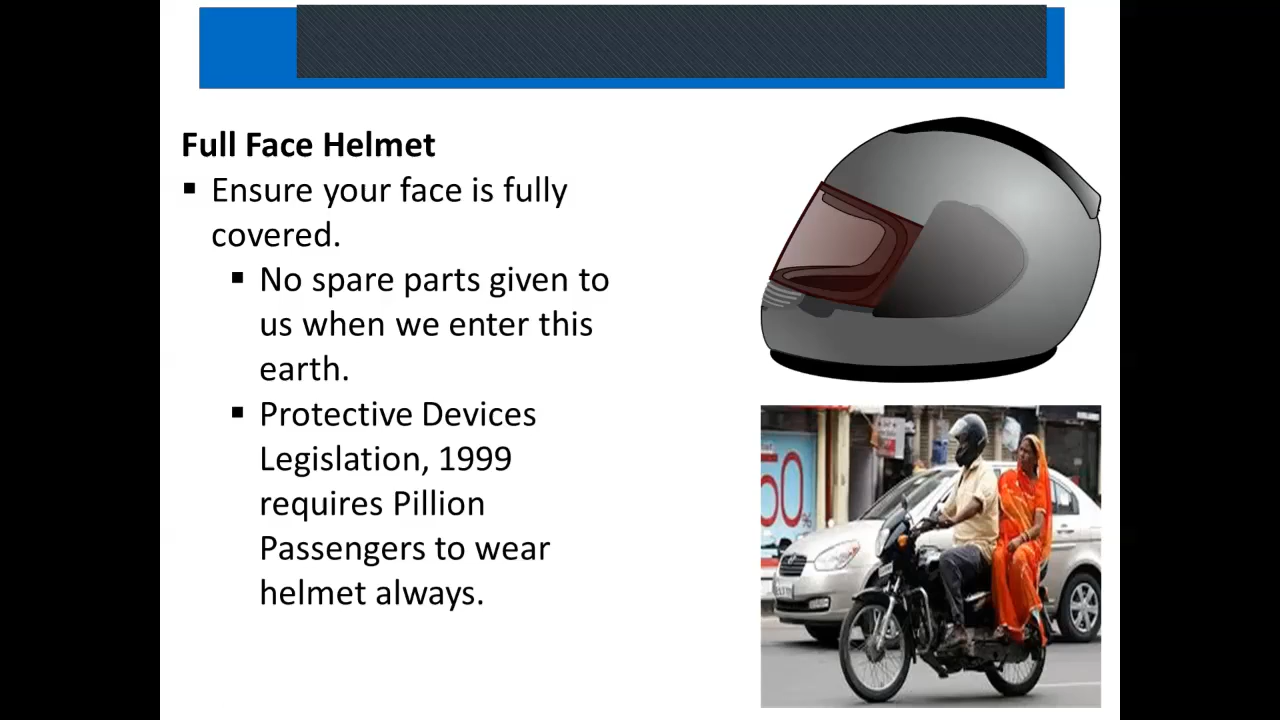 Full Face Helmet
▪ Ensure your face is fully
covered.
▪ No spare parts given to
us when we enter this
earth.
▪ Protective Devices
Legislation, 1999
requires Pillion
Passengers to wear
helmet always.
50
%